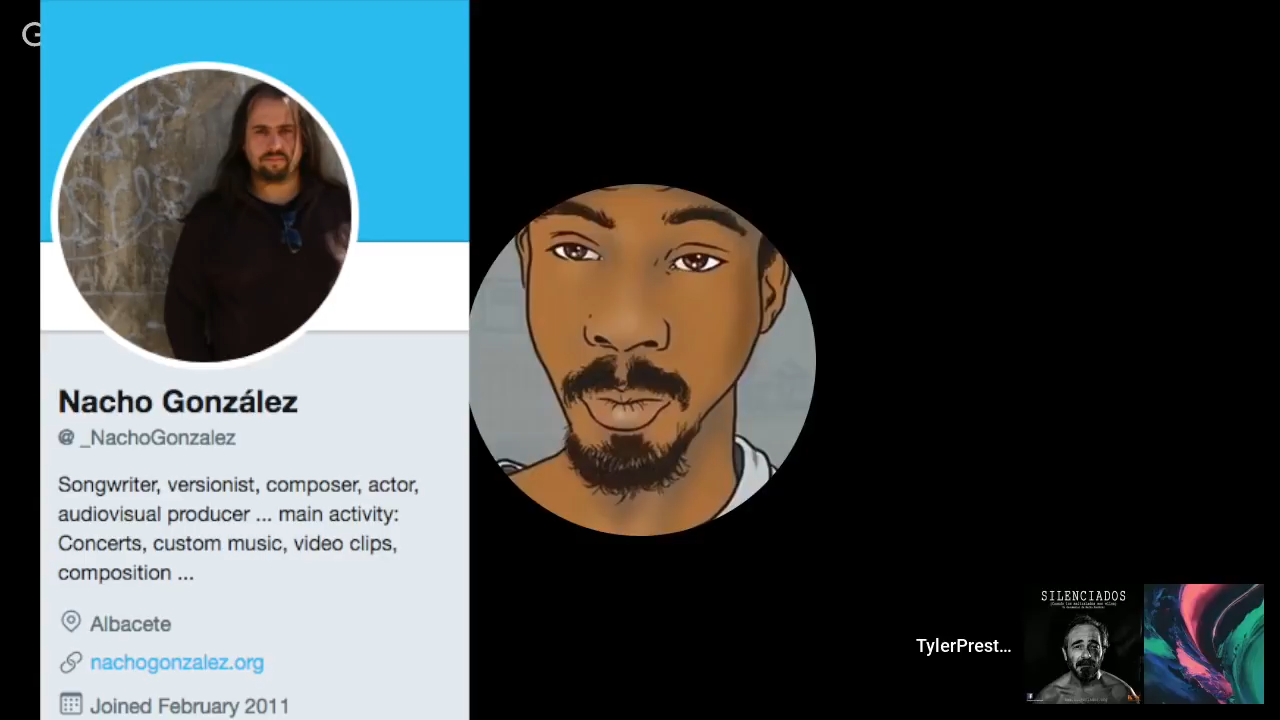 Nacho González
@ _NachoGonzalez
Songwriter, versionist, composer, actor,
audiovisual producer ... main activity:
Concerts, custom music, video clips,
composition ...
Albacete
nachogonzalez.org
Joined February 2011
TylerPrest...
SILENCIADOS